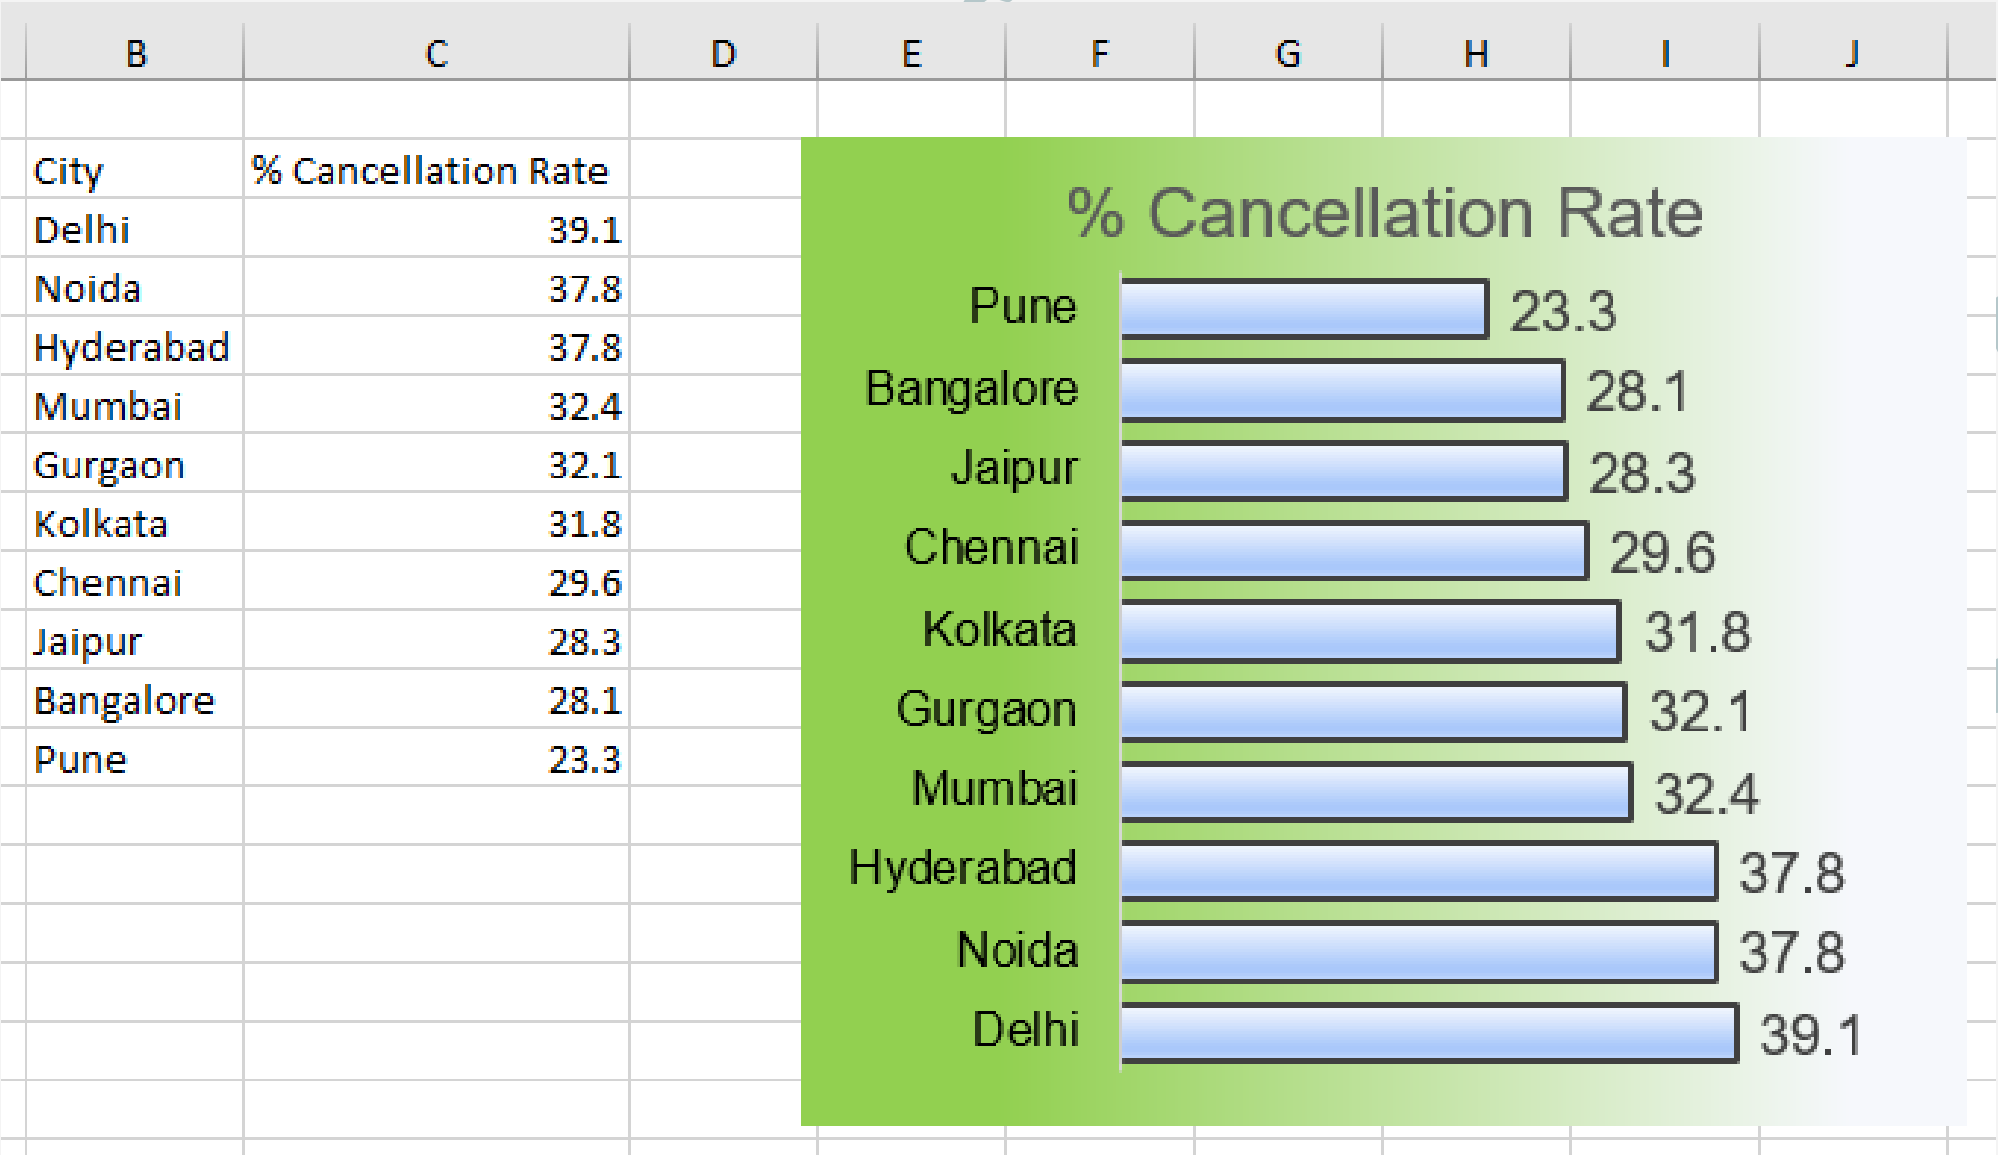 B C D E F G H I J
City % Cancellation Rate
Delhi 39.1
Noida 37.8
Hyderabad 37.8
Mumbai 32.4
Gurgaon 32.1
Kolkata 31.8
Chennai 29.6
Jaipur 28.3
Bangalore 28.1
Pune 23.3
% Cancellation Rate
Pune 23.3
Bangalore 28.1
Jaipur 28.3
Chennai 29.6
Kolkata 31.8
Gurgaon 32.1
Mumbai 32.4
Hyderabad 37.8
Noida 37.8
Delhi 39.1